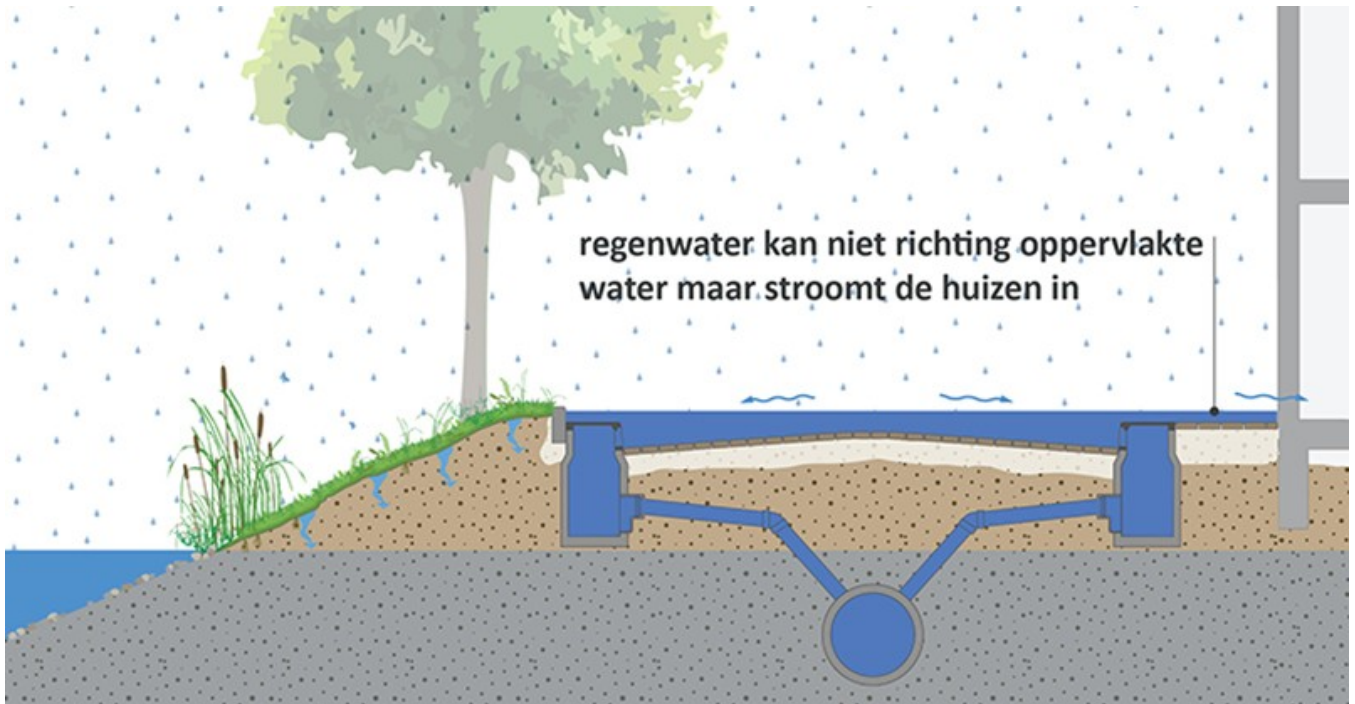 regenwater kan niet richting oppervlakte
water maar stroomt de huizen in